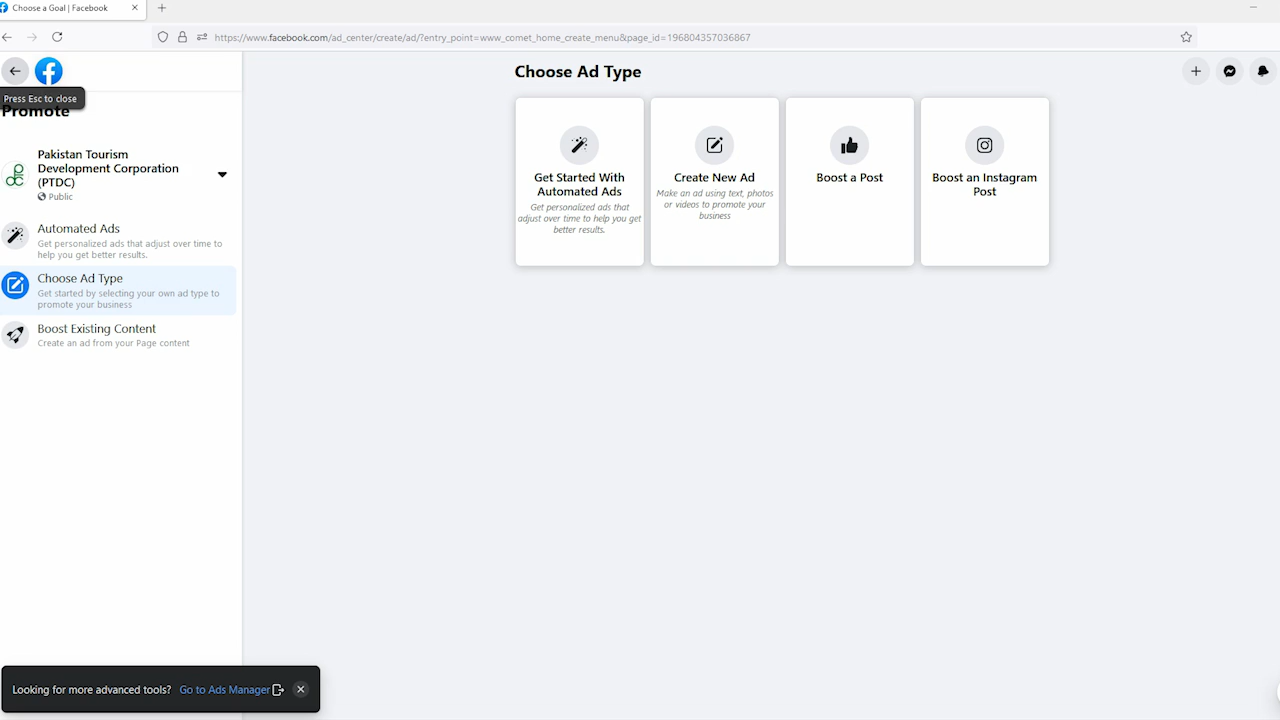 Choose a Goal | Facebook
https://www.facebook.com/ad_center/create/ad/?entry_point=www_comet_home_create_menu&page_id=196804357036867
Press Esc to close
Promote
Pakistan Tourism
Development Corporation
(PTDC)
Public
Automated Ads
Get personalized ads that adjust over time to
help you get better results.
Choose Ad Type
Get started by selecting your own ad type to
promote your business
Boost Existing Content
Create an ad from your Page content
Looking for more advanced tools? Go to Ads Manager
Choose Ad Type
Get Started With
Automated Ads
Get personalized ads that
adjust over time to help you get
better results.
Create New Ad
Make an ad using text, photos
or videos to promote your
business
Boost a Post
Boost an Instagram
Post